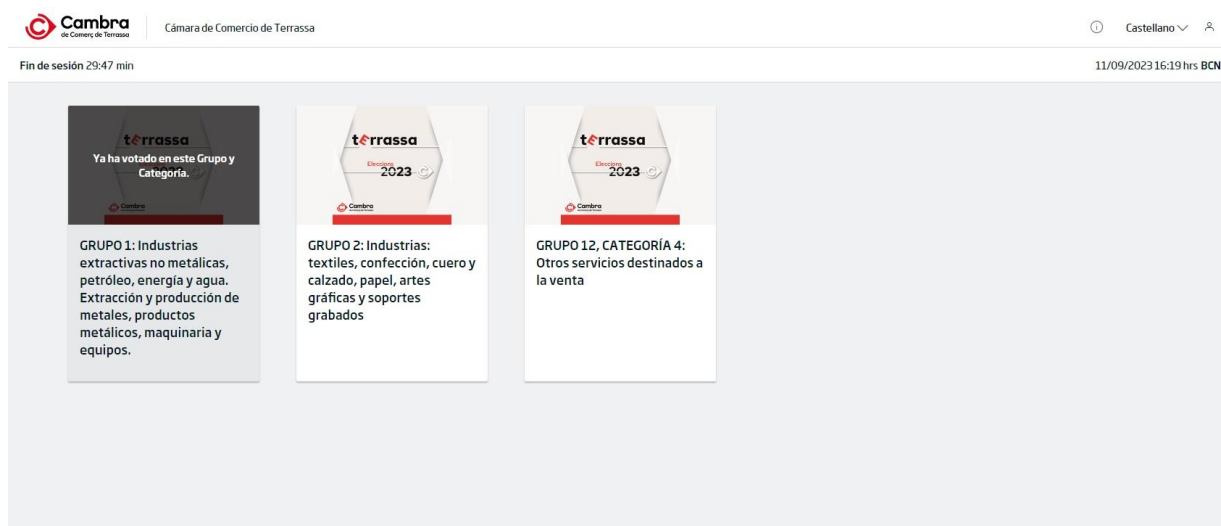 Cambra
de Comerç de Terrassa
Cámara de Comercio de Terrassa
Castellano
Fin de sesión 29:47 min
11/09/2023 16:19 hrs BCN
terrassa
Ya ha votado en este Grupo y
Categoría.
Cambra
GRUPO 1: Industrias
extractivas no metálicas,
petróleo, energía y agua.
Extracción y producción de
metales, productos
metálicos, maquinaria y
equipos.
terrassa
Eleccions
2023
Cambra
GRUPO 2: Industrias:
textiles, confección, cuero y
calzado, papel, artes
gráficas y soportes
grabados
terrassa
Eleccions
2023
Cambra
GRUPO 12, CATEGORÍA 4:
Otros servicios destinados a
la venta